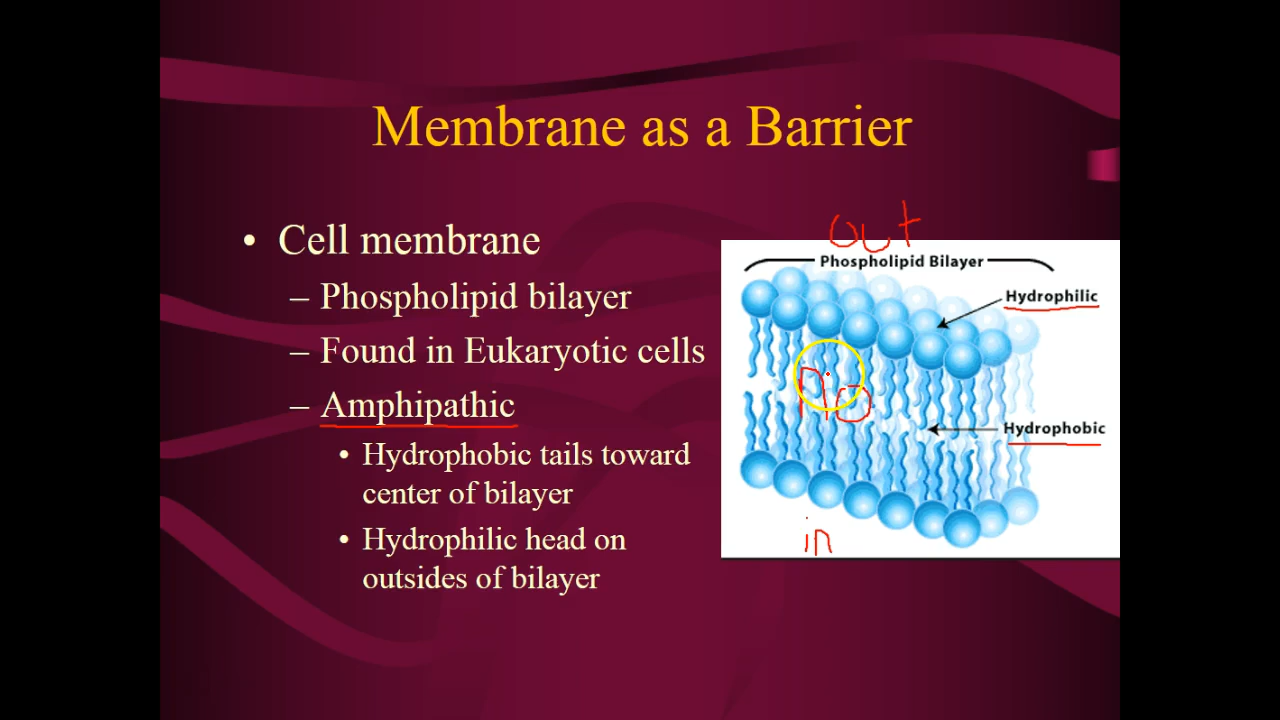 Membrane as a Barrier
• Cell membrane
– Phospholipid bilayer
– Found in Eukaryotic cells
– Amphipathic
• Hydrophobic tails toward
center of bilayer
• Hydrophilic head on
outsides of bilayer
out
Phospholipid Bilayer
Hydrophilic
no
Hydrophobic
in